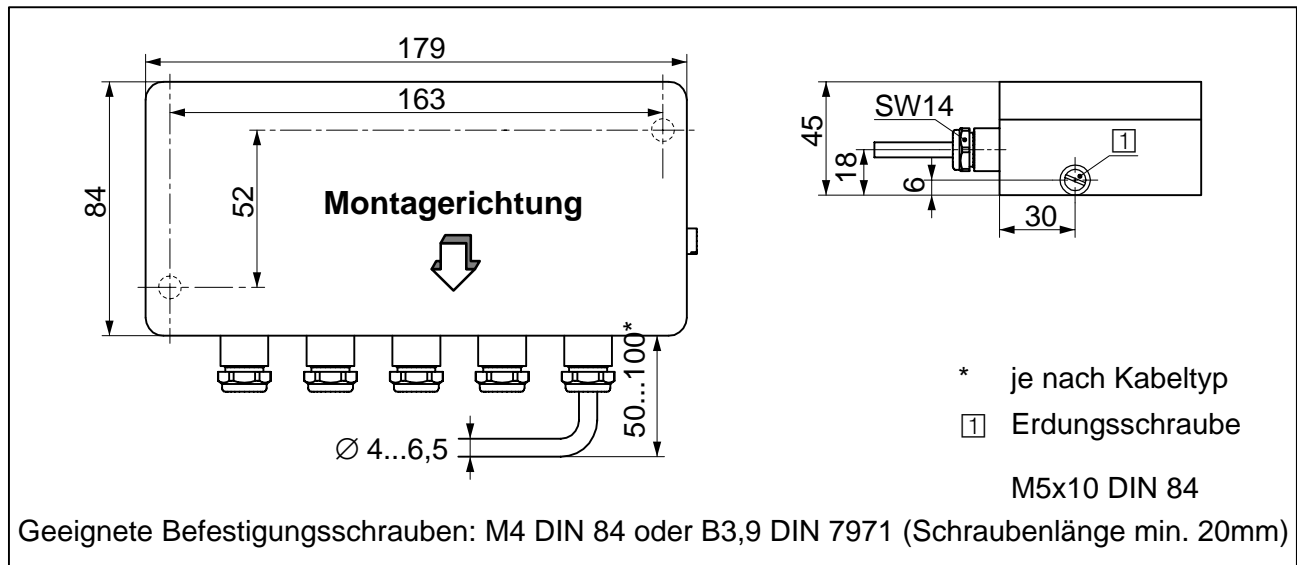 179
163
84
52
Montagerichtung
50...100*
Ø 4...6,5
45
18
6
SW14
1
30
* je nach Kabeltyp
1 Erdungsschraube
M5x10 DIN 84
Geeignete Befestigungsschrauben: M4 DIN 84 oder B3,9 DIN 7971 (Schraubenlänge min. 20mm)